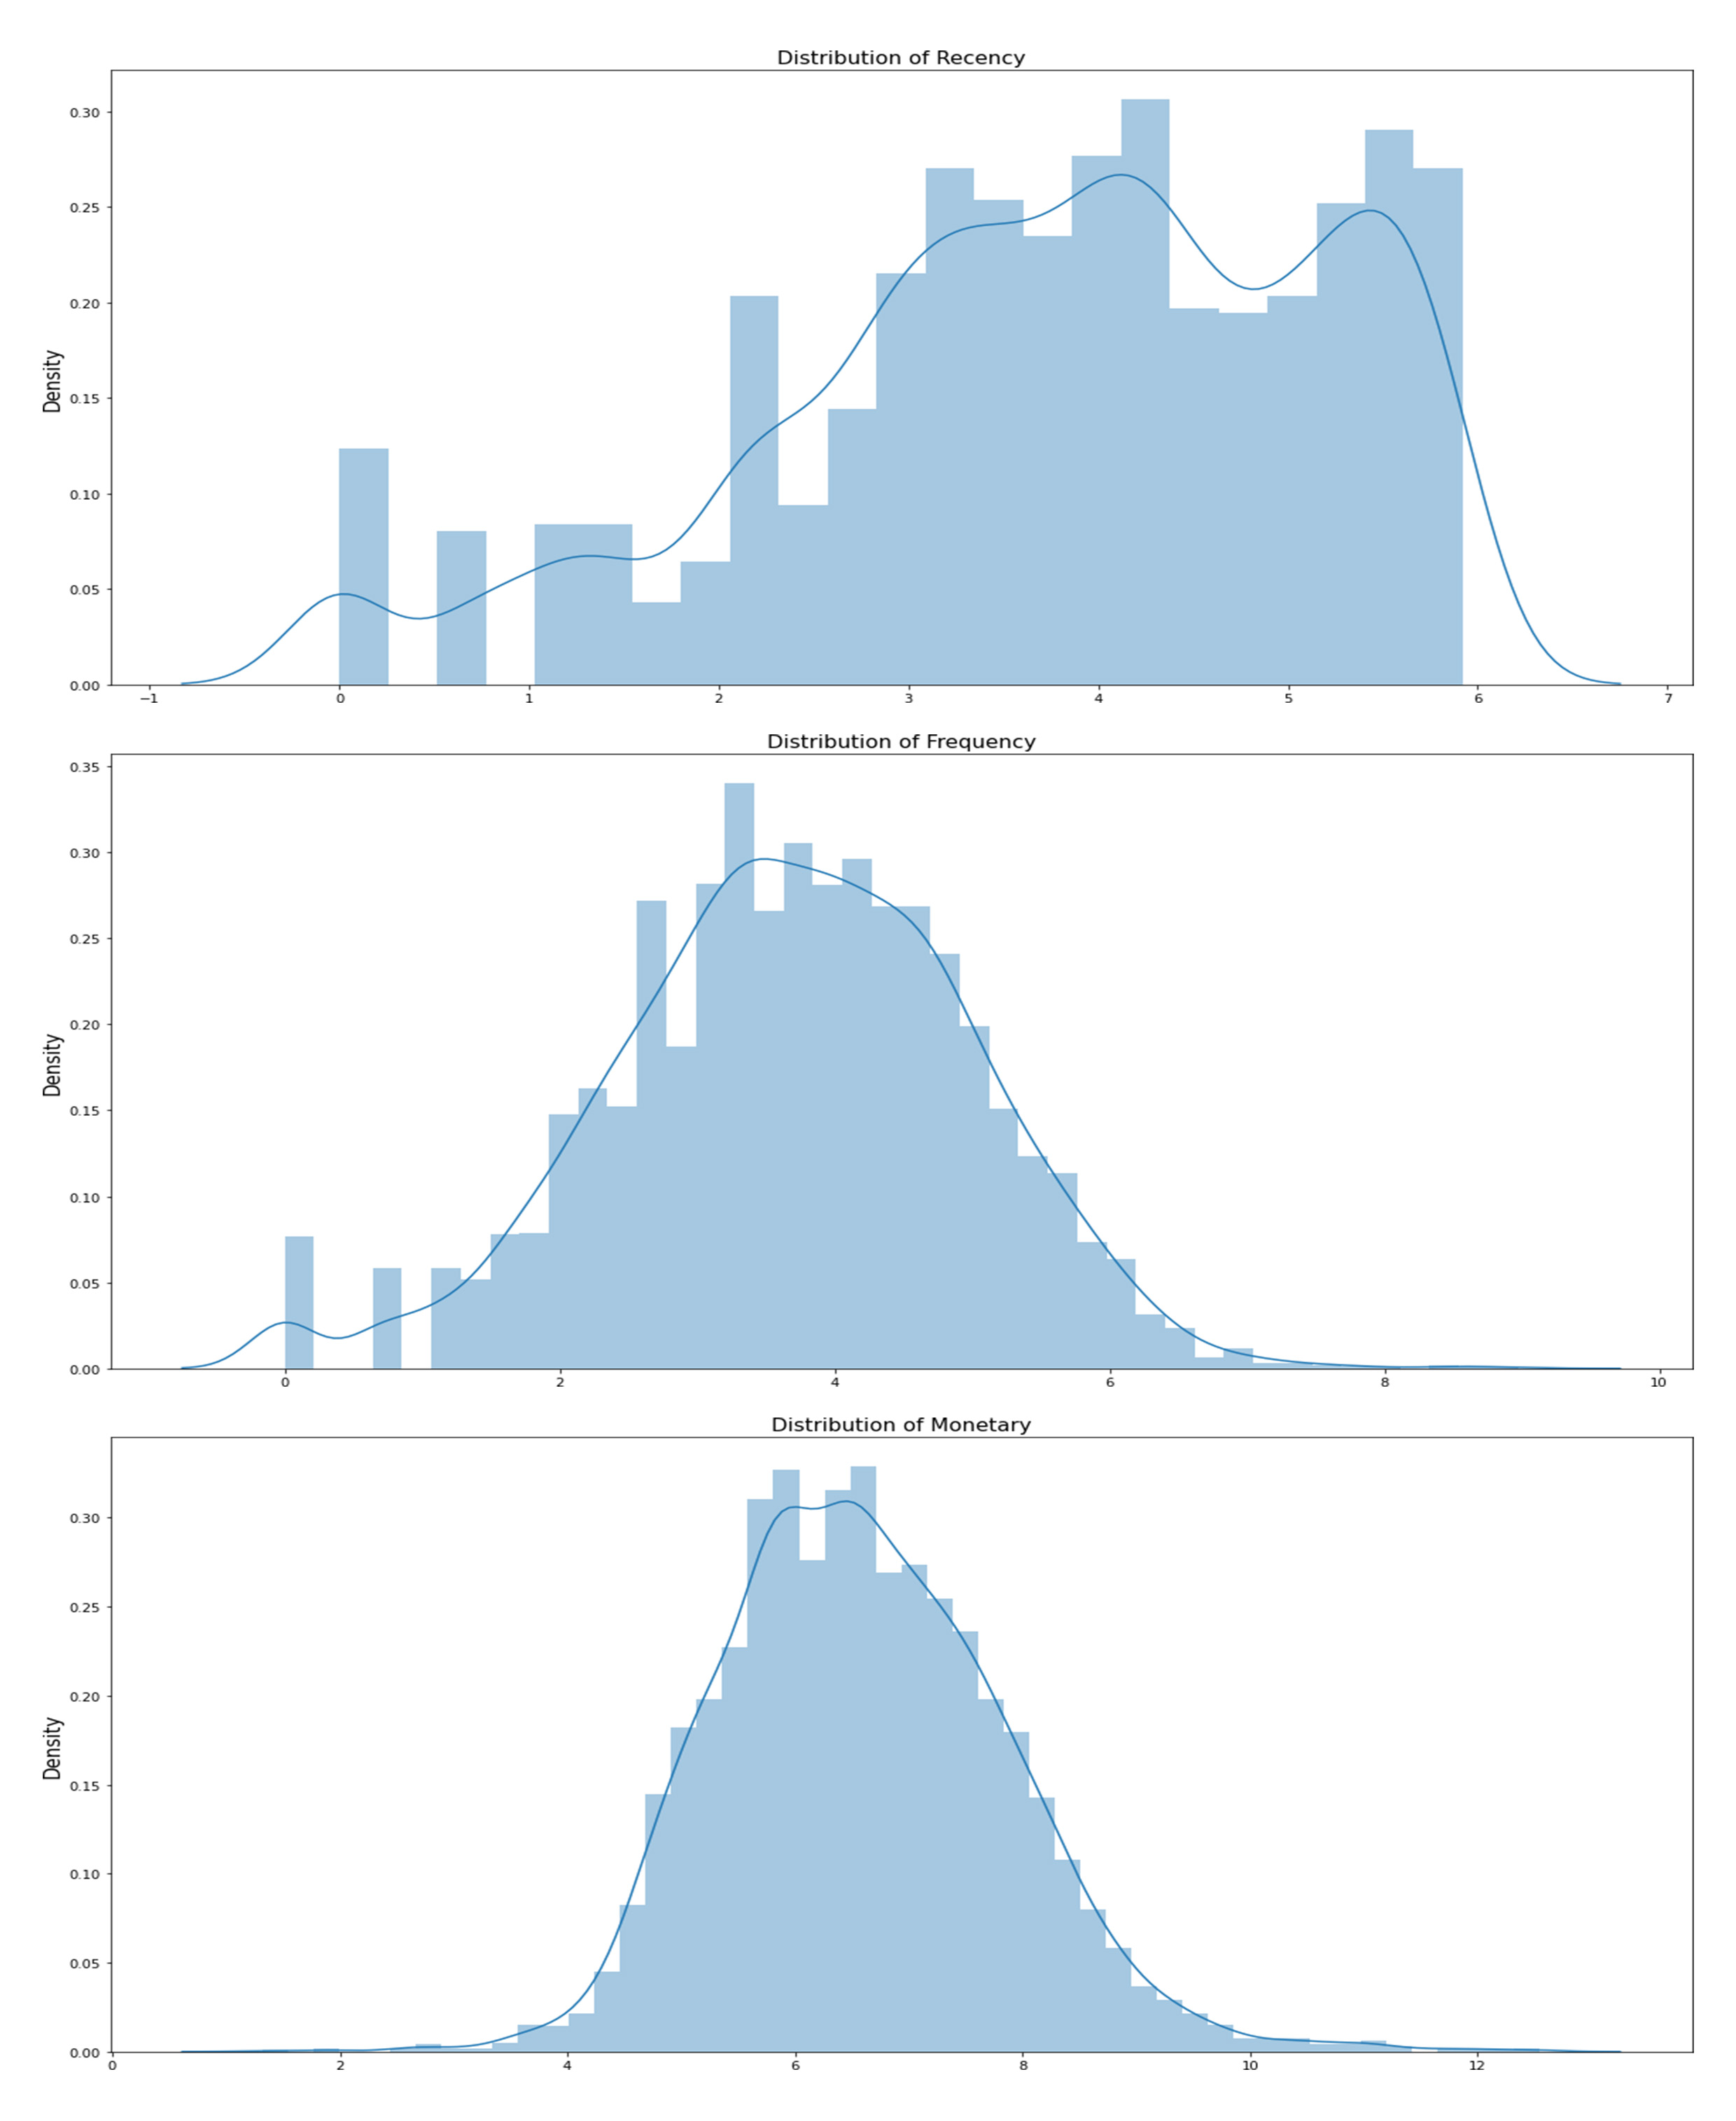 Distribution of Recency
0.30
0.25
0.20
0.15
0.10
0.05
0.00
Density
−1 0 1 2 3 4 5 6 7
Distribution of Frequency
0.35
0.30
0.25
0.20
0.15
0.10
0.05
0.00
Density
0 2 4 6 8 10
Distribution of Monetary
0.30
0.25
0.20
0.15
0.10
0.05
0.00
Density
0 2 4 6 8 10 12